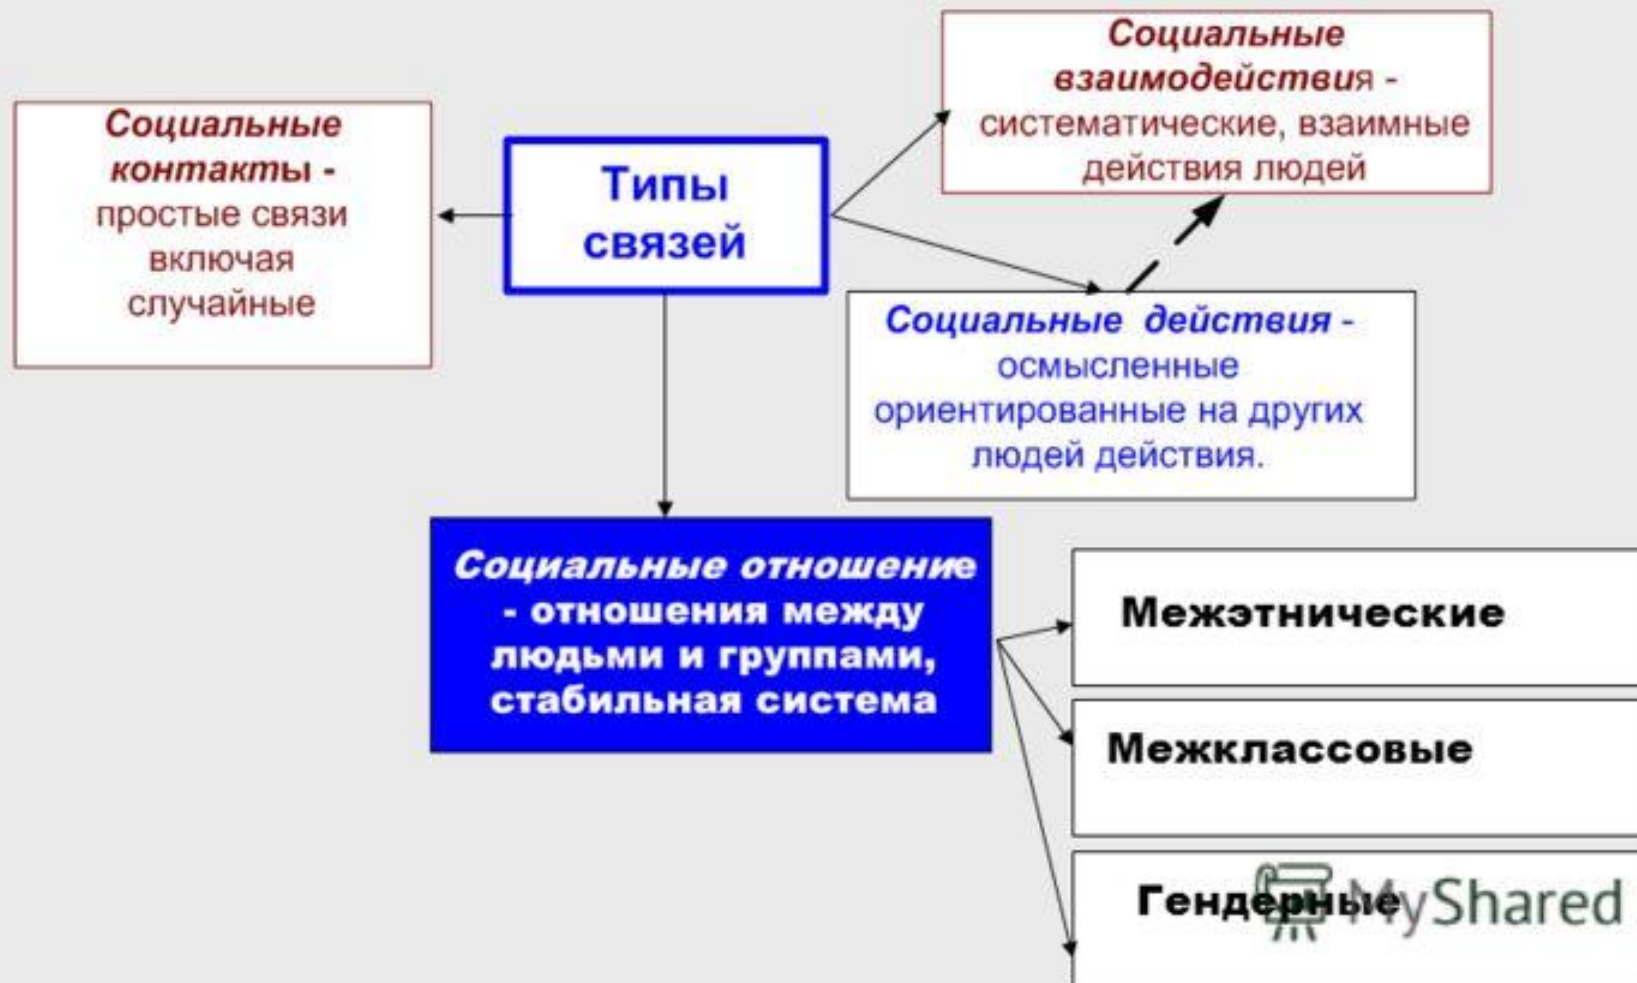 Социальные
взаимодействия -
систематические, взаимные
действия людей
Социальные
контакты -
простые связи
включая
случайные
Типы
связей
Социальные действия -
осмысленные
ориентированные на других
людей действия.
Социальные отношение
- отношения между
людьми и группами,
стабильная система
Межэтнические
Межклассовые
Гендерные
MyShared